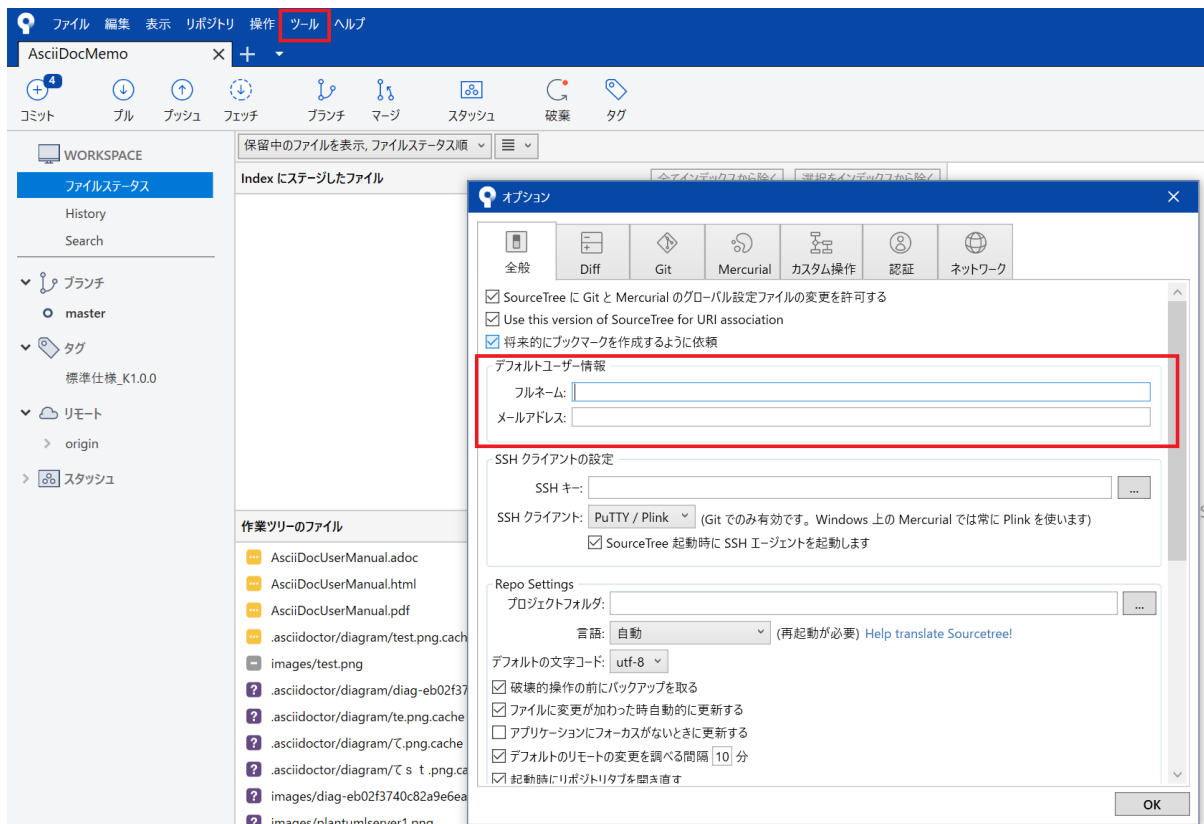 ファイル 編集 表示 リポジトリ 操作 ツール ヘルプ
AsciiDocMemo
4
コミット プル プッシュ フェッチ ブランチ マージ スタッシュ 破棄 タグ
WORKSPACE
ファイルステータス
History
Search
ブランチ
master
タグ
標準仕様_K1.0.0
リモート
origin
スタッシュ
保留中のファイルを表示, ファイルステータス順
Index にステージしたファイル 全てインデックスから除く 選択をインデックスから除く
作業ツリーのファイル
AsciiDocUserManual.adoc
AsciiDocUserManual.html
AsciiDocUserManual.pdf
.asciidoctor/diagram/test.png.cach
images/test.png
.asciidoctor/diagram/diag-eb02f37
.asciidoctor/diagram/te.png.cache
.asciidoctor/diagram/て.png.cache
.asciidoctor/diagram/てｓｔ.png.ca
images/diag-eb02f3740c82a9e6ea
images/plantumlserver1.png
オプション
全般 Diff Git Mercurial カスタム操作 認証 ネットワーク
SourceTree に Git と Mercurial のグローバル設定ファイルの変更を許可する
Use this version of SourceTree for URI association
将来的にブックマークを作成するように依頼
デフォルトユーザー情報
フルネーム:
メールアドレス:
SSH クライアントの設定
SSH キー: ...
SSH クライアント: PuTTY / Plink (Git でのみ有効です。Windows 上の Mercurial では常に Plink を使います)
SourceTree 起動時に SSH エージェントを起動します
Repo Settings
プロジェクトフォルダ: ...
言語: 自動 (再起動が必要) Help translate Sourcetree!
デフォルトの文字コード: utf-8
破壊的操作の前にバックアップを取る
ファイルに変更が加わった時自動的に更新する
アプリケーションにフォーカスがないときに更新する
デフォルトのリモートの変更を調べる間隔 10 分
起動時にリポジトリタブを開き直す
OK